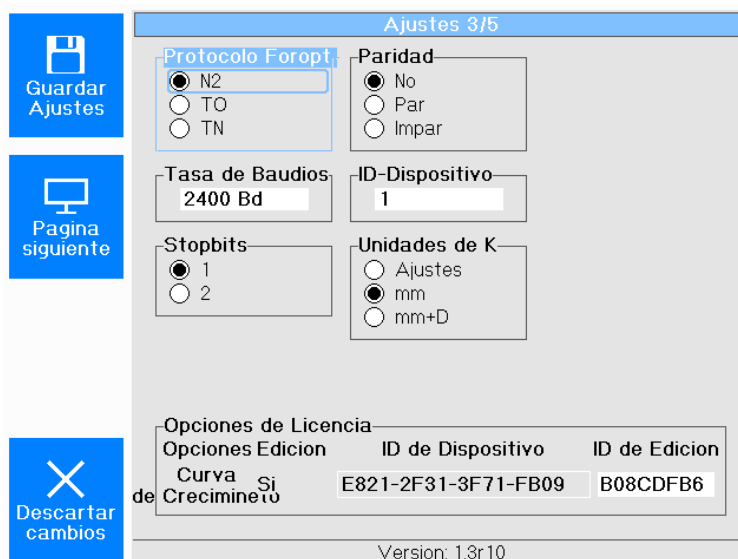 Ajustes 3/5
Guardar
Ajustes
Pagina
siguiente
Descartar
cambios
Protocolo Foropt
N2
TO
TN
Paridad
No
Par
Impar
Tasa de Baudios
2400 Bd
ID-Dispositivo
1
Stopbits
1
2
Unidades de K
Ajustes
mm
mm+D
Opciones de Licencia
Opciones Edicion ID de Dispositivo ID de Edicion
Curva
de Crecimineto Si E821-2F31-3F71-FB09 B08CDFB6
Version: 1.3r10